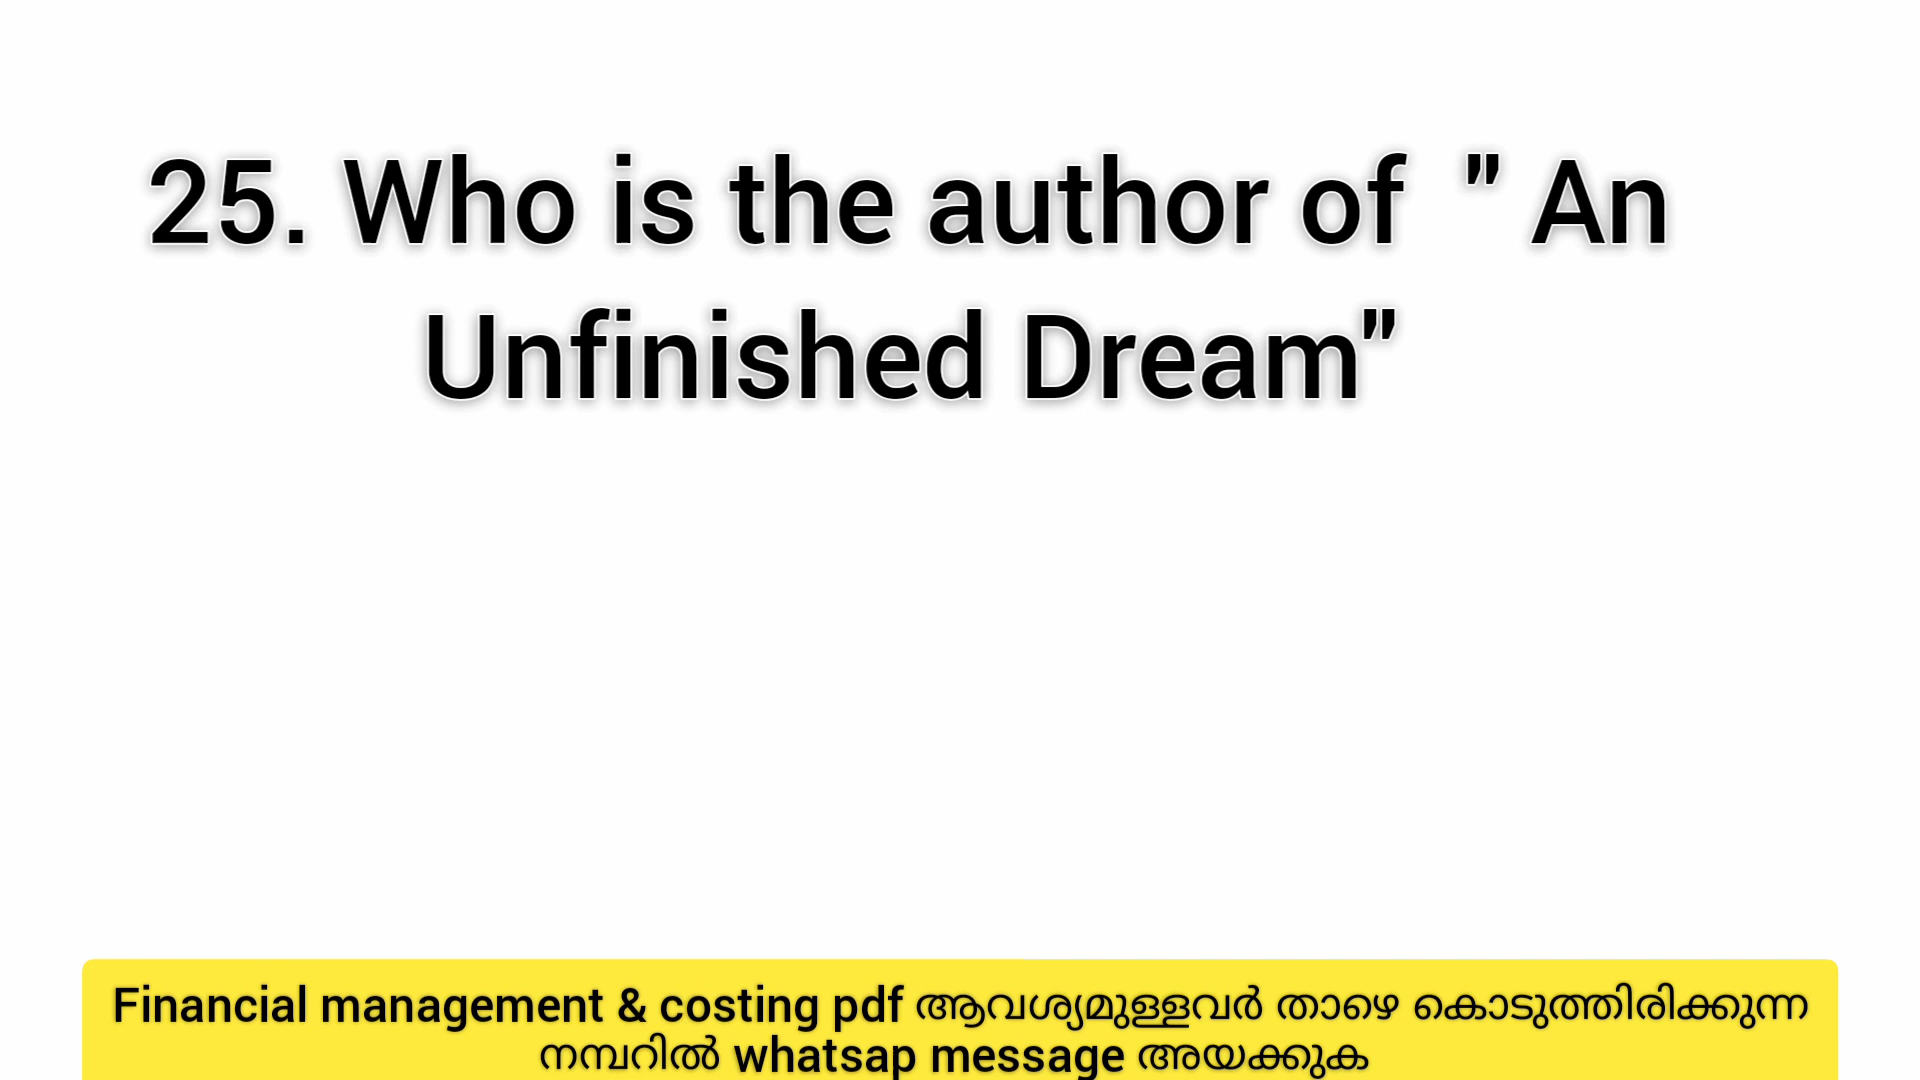 25. Who is the author of " An
Unfinished Dream"
Financial management & costing pdf ആവശ്യമുള്ളവർ താഴെ കൊടുത്തിരിക്കുന്ന
നമ്പറിൽ whatsap message അയക്കുക